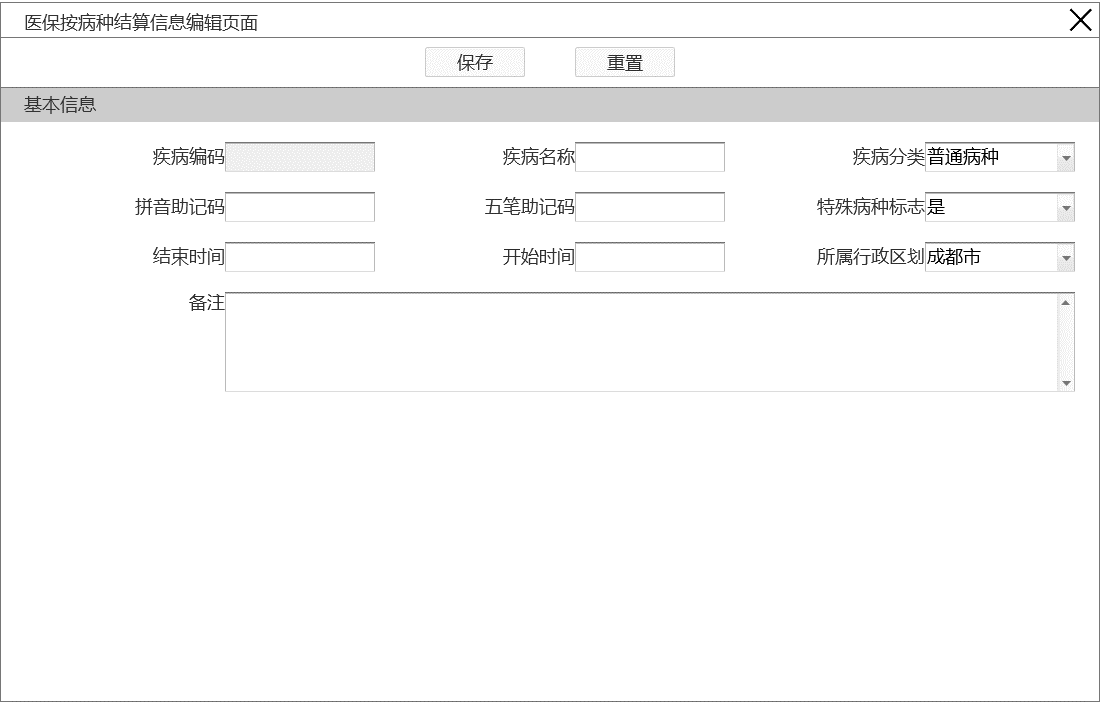 医保按病种结算信息编辑页面
保存 重置
基本信息
疾病编码 疾病名称 疾病分类 普通病种
拼音助记码 五笔助记码 特殊病种标志 是
结束时间 开始时间 所属行政区划 成都市
备注